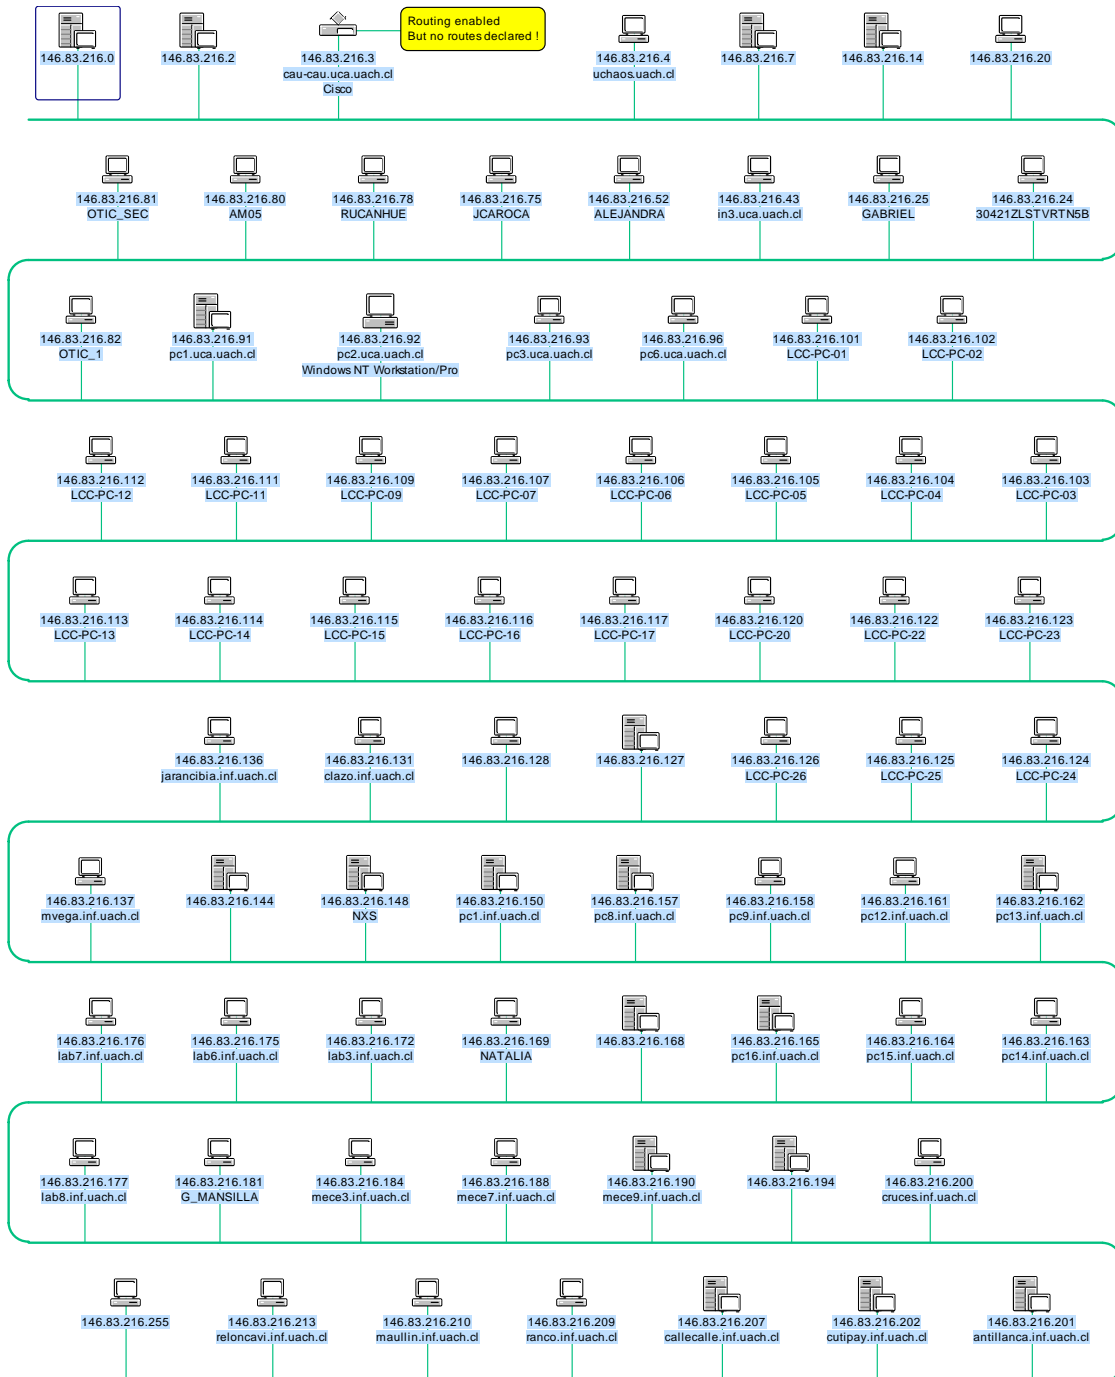 146.83.216.0
146.83.216.2
146.83.216.3
cau-cau.uca.uach.cl
Cisco
Routing enabled
But no routes declared !
146.83.216.4
uchaos.uach.cl
146.83.216.7
146.83.216.14
146.83.216.20
146.83.216.81
OTIC_SEC
146.83.216.80
AM05
146.83.216.78
RUCANHUE
146.83.216.75
JCAROCA
146.83.216.52
ALEJANDRA
146.83.216.43
in3.uca.uach.cl
146.83.216.25
GABRIEL
146.83.216.24
30421ZLSTVRTN5B
146.83.216.82
OTIC_1
146.83.216.91
pc1.uca.uach.cl
146.83.216.92
pc2.uca.uach.cl
Windows NT Workstation/Pro
146.83.216.93
pc3.uca.uach.cl
146.83.216.96
pc6.uca.uach.cl
146.83.216.101
LCC-PC-01
146.83.216.102
LCC-PC-02
146.83.216.112
LCC-PC-12
146.83.216.111
LCC-PC-11
146.83.216.109
LCC-PC-09
146.83.216.107
LCC-PC-07
146.83.216.106
LCC-PC-06
146.83.216.105
LCC-PC-05
146.83.216.104
LCC-PC-04
146.83.216.103
LCC-PC-03
146.83.216.113
LCC-PC-13
146.83.216.114
LCC-PC-14
146.83.216.115
LCC-PC-15
146.83.216.116
LCC-PC-16
146.83.216.117
LCC-PC-17
146.83.216.120
LCC-PC-20
146.83.216.122
LCC-PC-22
146.83.216.123
LCC-PC-23
146.83.216.136
jarancibia.inf.uach.cl
146.83.216.131
clazo.inf.uach.cl
146.83.216.128
146.83.216.127
146.83.216.126
LCC-PC-26
146.83.216.125
LCC-PC-25
146.83.216.124
LCC-PC-24
146.83.216.137
mvega.inf.uach.cl
146.83.216.144
146.83.216.148
NXS
146.83.216.150
pc1.inf.uach.cl
146.83.216.157
pc8.inf.uach.cl
146.83.216.158
pc9.inf.uach.cl
146.83.216.161
pc12.inf.uach.cl
146.83.216.162
pc13.inf.uach.cl
146.83.216.176
lab7.inf.uach.cl
146.83.216.175
lab6.inf.uach.cl
146.83.216.172
lab3.inf.uach.cl
146.83.216.169
NATALIA
146.83.216.168
146.83.216.165
pc16.inf.uach.cl
146.83.216.164
pc15.inf.uach.cl
146.83.216.163
pc14.inf.uach.cl
146.83.216.177
lab8.inf.uach.cl
146.83.216.181
G_MANSILLA
146.83.216.184
mece3.inf.uach.cl
146.83.216.188
mece7.inf.uach.cl
146.83.216.190
mece9.inf.uach.cl
146.83.216.194
146.83.216.200
cruces.inf.uach.cl
146.83.216.255
146.83.216.213
reloncavi.inf.uach.cl
146.83.216.210
maullin.inf.uach.cl
146.83.216.209
ranco.inf.uach.cl
146.83.216.207
callecalle.inf.uach.cl
146.83.216.202
cutipay.inf.uach.cl
146.83.216.201
antillanca.inf.uach.cl